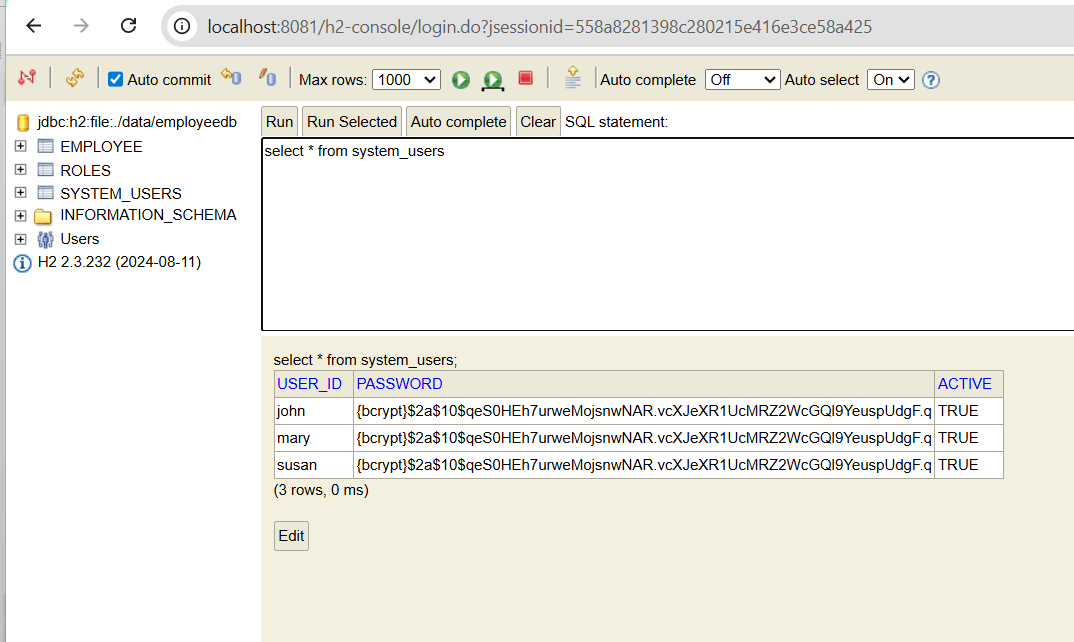 localhost:8081/h2-console/login.do?jsessionid=558a8281398c280215e416e3ce58a425
Auto commit Max rows: 1000 Auto complete Off Auto select On ?
jdbc:h2:file:./data/employeedb
EMPLOYEE
ROLES
SYSTEM_USERS
INFORMATION_SCHEMA
Users
H2 2.3.232 (2024-08-11)
Run Run Selected Auto complete Clear SQL statement:
select * from system_users
select * from system_users;
USER_ID PASSWORD ACTIVE
john {bcrypt}$2a$10$qeS0HEh7urweMojsnwNAR.vcXJeXR1UcMRZ2WcGQl9YeuspUdgF.q TRUE
mary {bcrypt}$2a$10$qeS0HEh7urweMojsnwNAR.vcXJeXR1UcMRZ2WcGQl9YeuspUdgF.q TRUE
susan {bcrypt}$2a$10$qeS0HEh7urweMojsnwNAR.vcXJeXR1UcMRZ2WcGQl9YeuspUdgF.q TRUE
(3 rows, 0 ms)
Edit